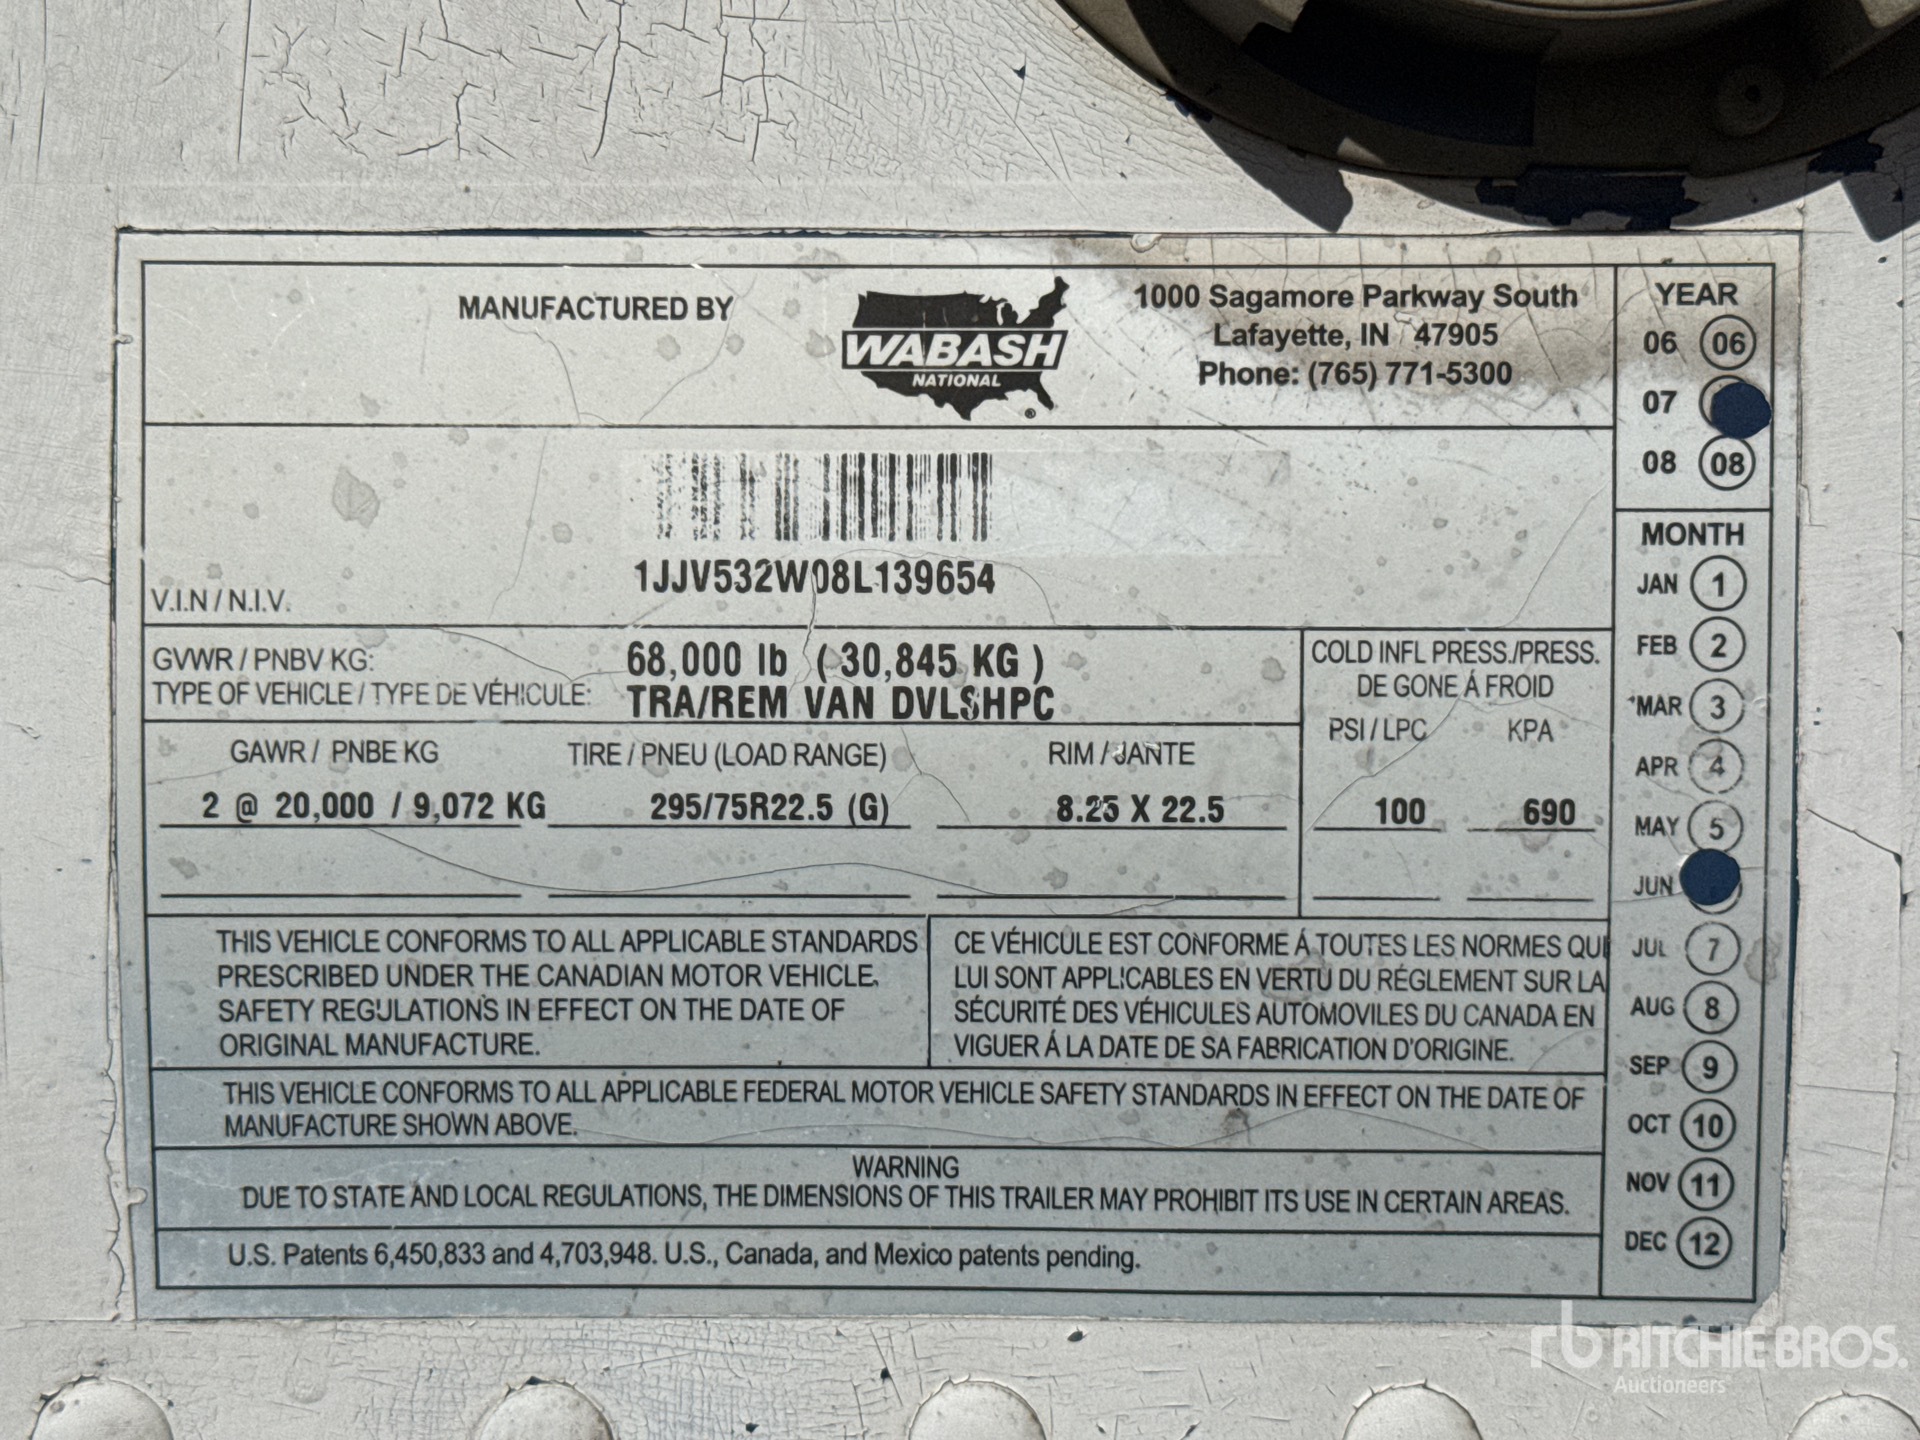 MANUFACTURED BY
WABASH
NATIONAL
®
1000 Sagamore Parkway South
Lafayette, IN 47905
Phone: (765) 771-5300
YEAR
06 06
07
08 08
1JJV532W08L139654
V.I.N / N.I.V.
GVWR / PNBV KG: 68,000 lb ( 30,845 KG )
TYPE OF VEHICLE / TYPE DE VÉHICULE: TRA/REM VAN DVLSHPC
COLD INFL PRESS./PRESS.
DE GONE Á FROID
PSI / LPC KPA
GAWR / PNBE KG TIRE / PNEU (LOAD RANGE) RIM / JANTE
2 @ 20,000 / 9,072 KG 295/75R22.5 (G) 8.25 X 22.5 100 690
THIS VEHICLE CONFORMS TO ALL APPLICABLE STANDARDS
PRESCRIBED UNDER THE CANADIAN MOTOR VEHICLE
SAFETY REGULATIONS IN EFFECT ON THE DATE OF
ORIGINAL MANUFACTURE.
CE VÉHICULE EST CONFORME Á TOUTES LES NORMES QUI
LUI SONT APPLICABLES EN VERTU DU RÉGLEMENT SUR LA
SÉCURITÉ DES VÉHICULES AUTOMOVILES DU CANADA EN
VIGUER Á LA DATE DE SA FABRICATION D'ORIGINE.
THIS VEHICLE CONFORMS TO ALL APPLICABLE FEDERAL MOTOR VEHICLE SAFETY STANDARDS IN EFFECT ON THE DATE OF
MANUFACTURE SHOWN ABOVE.
WARNING
DUE TO STATE AND LOCAL REGULATIONS, THE DIMENSIONS OF THIS TRAILER MAY PROHIBIT ITS USE IN CERTAIN AREAS.
U.S. Patents 6,450,833 and 4,703,948. U.S., Canada, and Mexico patents pending.
MONTH
JAN 1
FEB 2
MAR 3
APR 4
MAY 5
JUN
JUL 7
AUG 8
SEP 9
OCT 10
NOV 11
DEC 12
rb RITCHIE BROS.
Auctioneers